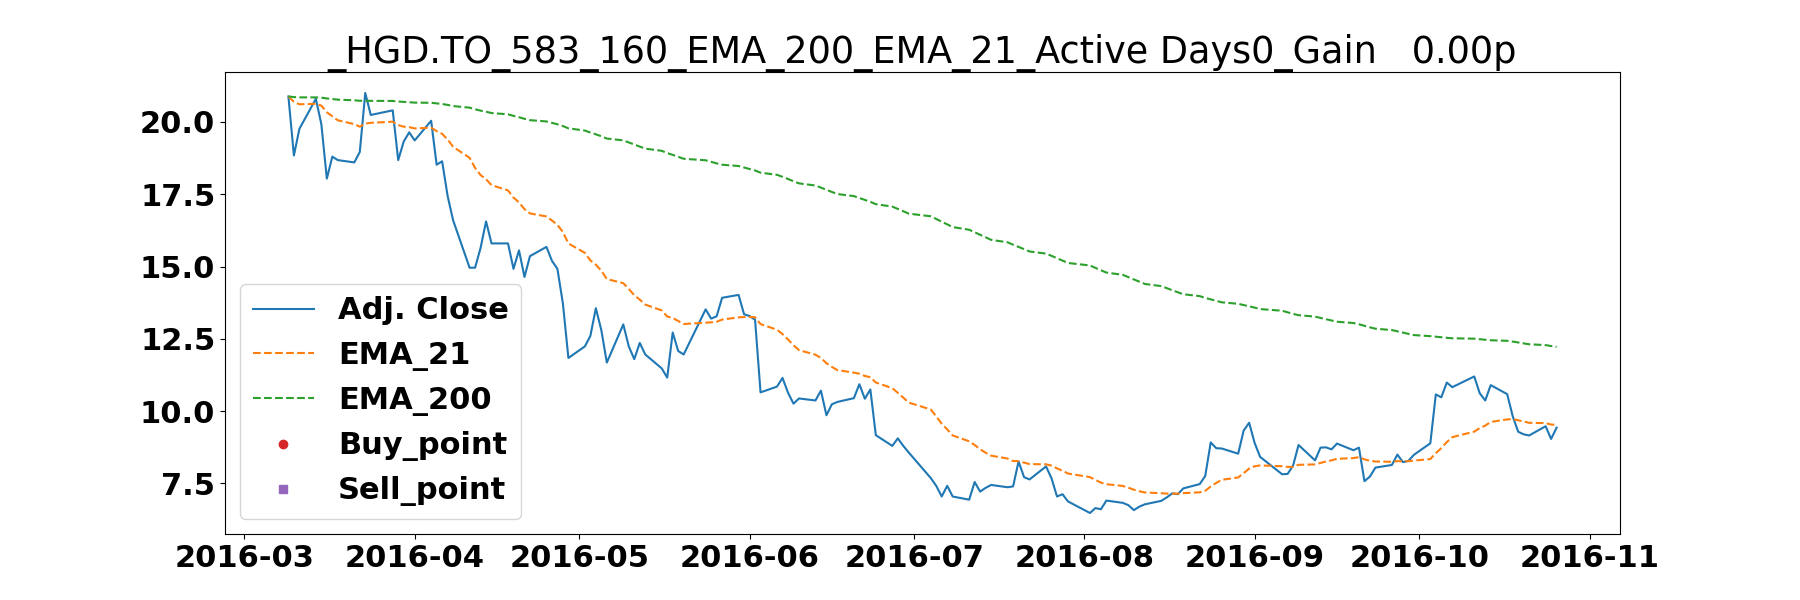 _HGD.TO_583_160_EMA_200_EMA_21_Active Days0_Gain   0.00p
20.0
17.5
15.0
12.5
10.0
7.5
Adj. Close
EMA_21
EMA_200
Buy_point
Sell_point
2016-03 2016-04 2016-05 2016-06 2016-07 2016-08 2016-09 2016-10 2016-11